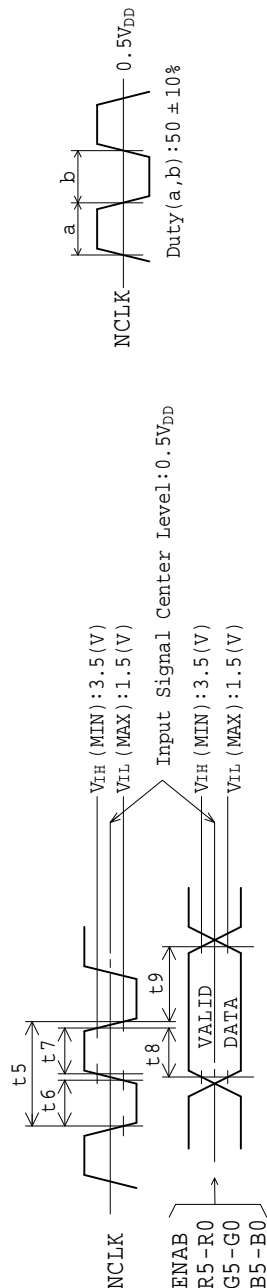 t5
t6
t7
NCLK
VIH (MIN):3.5(V)
VIL (MAX):1.5(V)
Input Signal Center Level:0.5VDD
t8
t9
ENAB
R5-R0
G5-G0
B5-B0
VALID
DATA
VIH (MIN):3.5(V)
VIL (MAX):1.5(V)
a
b
NCLK
0.5VDD
Duty(a,b):50±10%